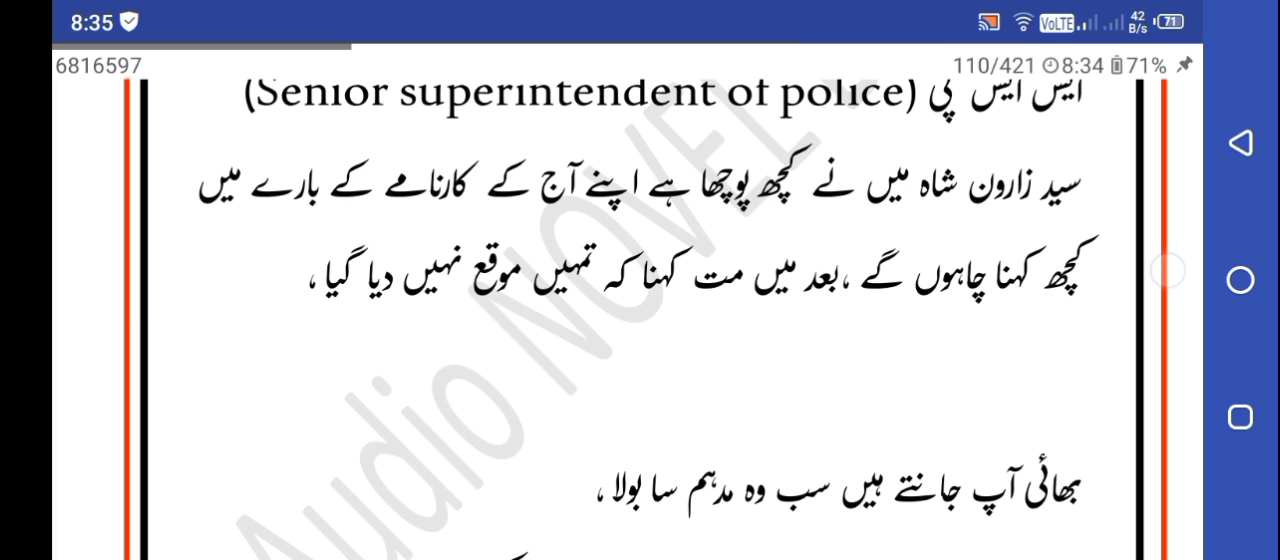 8:35
VoLTE 42 B/s 71
6816597
110/421 8:34 71%
ایس ایس پی (Senior superintendent of police)
سید زارون شاہ میں نے کچھ پوچھا ہے اپنے آج کے کارنامے کے بارے میں
کچھ کہنا چاہوں گے ،بعد میں مت کہنا کہ تمہیں موقع نہیں دیا گیا ،
بھائی آپ جانتے ہیں سب وہ مدہم سا بولا ،
Audio NOVEL